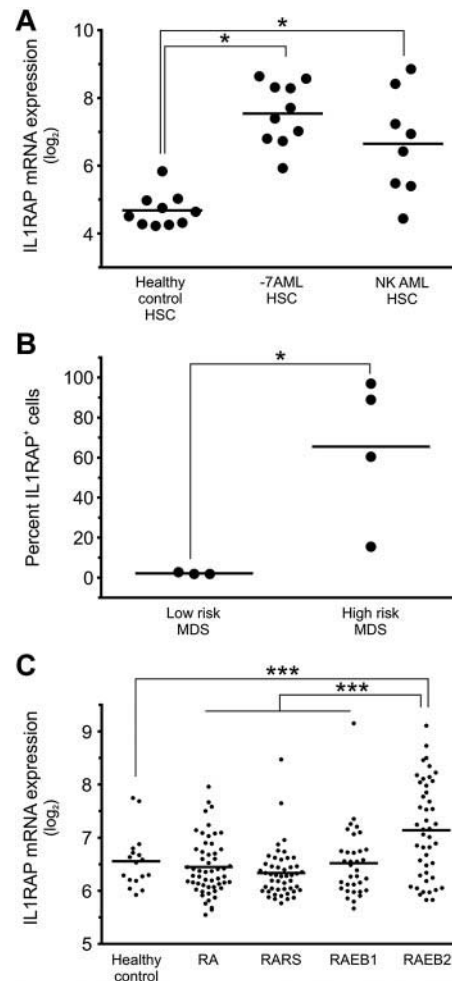 A
*
*
IL1RAP mRNA expression
(log₂)
8
6
4
Healthy
control
HSC
-7AML
HSC
NK AML
HSC
B
*
Percent IL1RAP⁺ cells
100
80
60
40
20
0
Low risk
MDS
High risk
MDS
C
***
***
IL1RAP mRNA expression
(log₂)
9
8
7
6
5
Healthy
control
RA
RARS
RAEB1
RAEB2